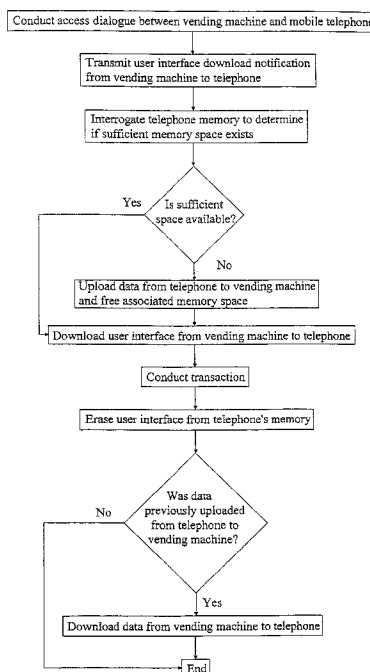 Conduct access dialogue between vending machine and mobile telephone
Transmit user interface download notification
from vending machine to telephone
Interrogate telephone memory to determine
if sufficient memory space exists
Yes
Is sufficient
space available?
No
Upload data from telephone to vending machine
and free associated memory space
Download user interface from vending machine to telephone
Conduct transaction
Erase user interface from telephone's memory
No
Was data
previously uploaded
from telephone to
vending machine?
Yes
Download data from vending machine to telephone
End